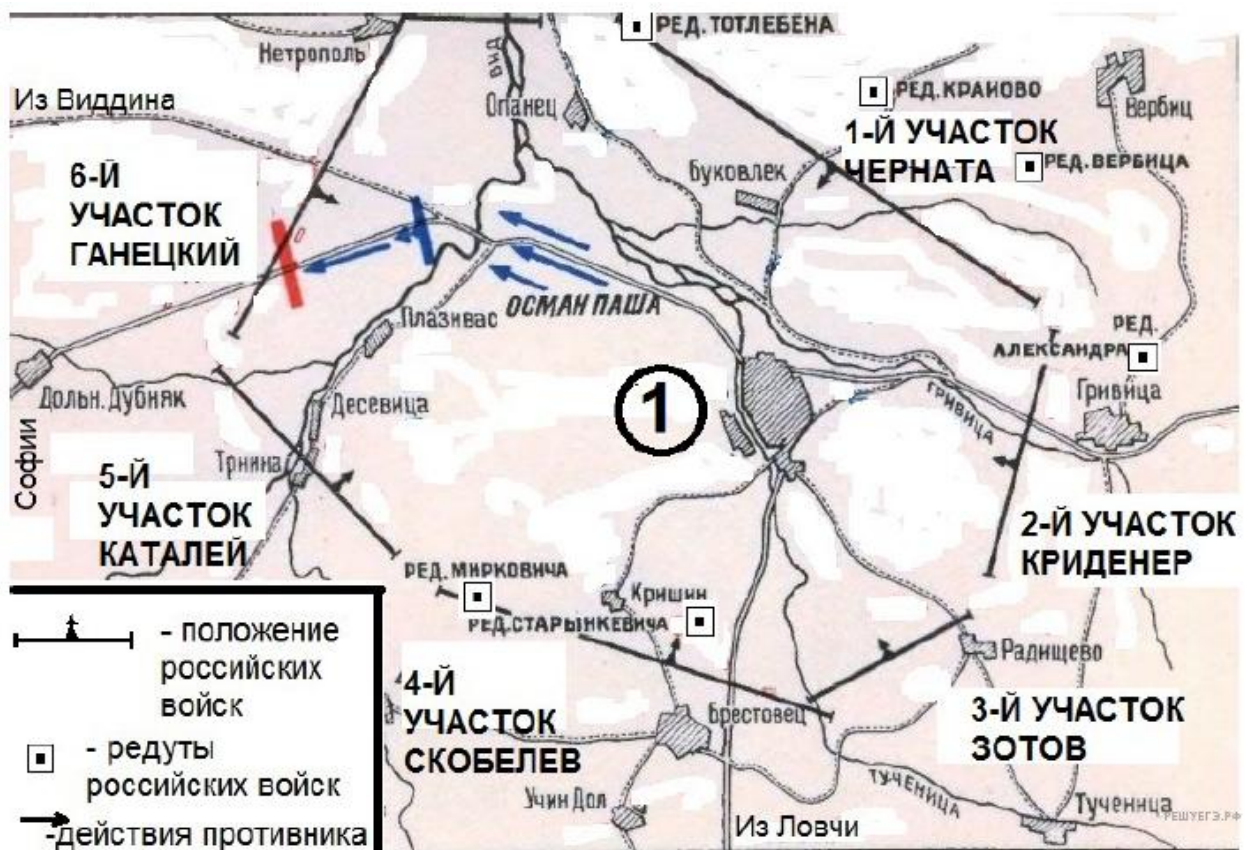 Нетрополь
РЕД. ТОТЛЕБЕНА
ВИД
Из Виддина
Опанец
РЕД. КРАЙОВО
Вербиц
1-Й УЧАСТОК
ЧЕРНАТА
РЕД. ВЕРБИЦА
Буковлек
6-Й
УЧАСТОК
ГАНЕЦКИЙ
ОСМАН ПАША
Плазивас
РЕД.
АЛЕКСАНДРА
1
Дольн. Дубняк
Десевица
ГРИВИЦА
Гривица
Софии
Трнина
5-Й
УЧАСТОК
КАТАЛЕЙ
2-Й УЧАСТОК
КРИДЕНЕР
РЕД. МИРКОВИЧА
Кришин
РЕД. СТАРЫНКЕВИЧА
- положение
российских
войск
Радищево
4-Й
УЧАСТОК
СКОБЕЛЕВ
Брестовец
3-Й УЧАСТОК
ЗОТОВ
- редуты
российских войск
Учин Дол
ТУЧЕНИЦА
Тученица
Из Ловчи
-действия противника
РЕШУЕГЭ.РФ